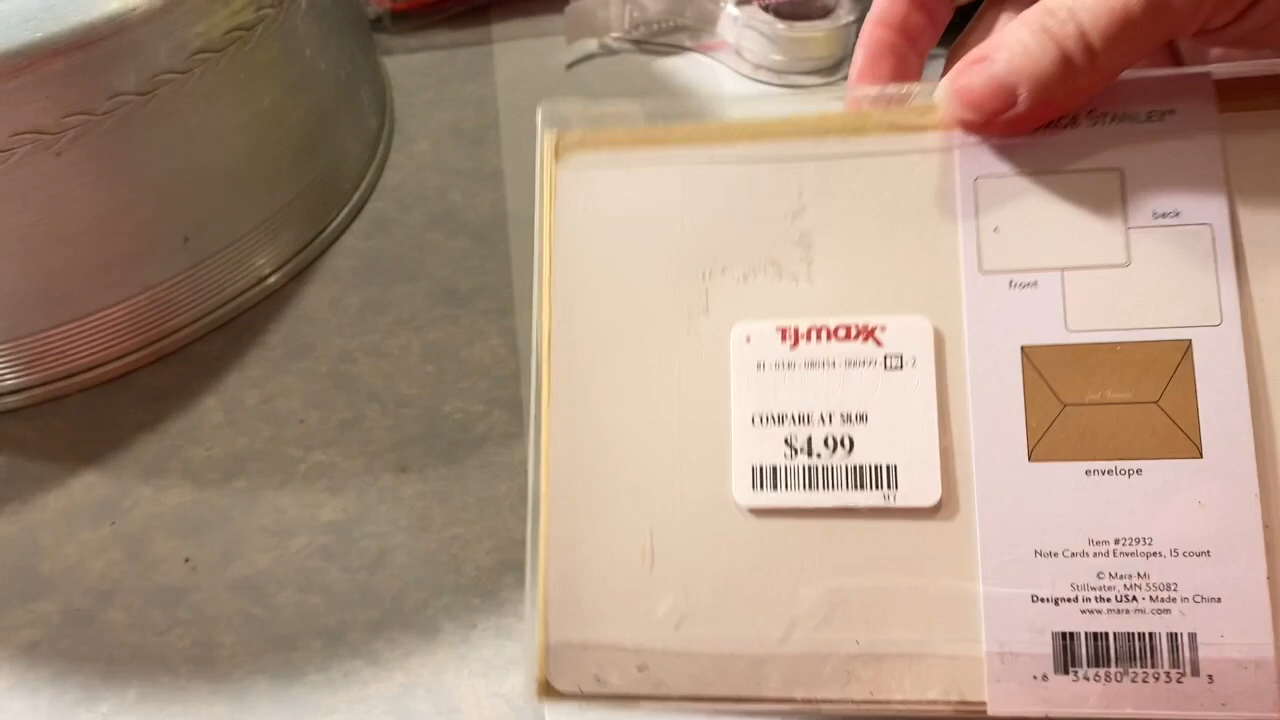 STANLEY
back
front
envelope
Item #22932
Note Cards and Envelopes, 15 count
© Mara-Mi
Stillwater, MN 55082
Designed in the USA • Made in China
www.mara-mi.com
6 34680 22932 3
T.J.maxx®
COMPARE AT $8.00
$4.99